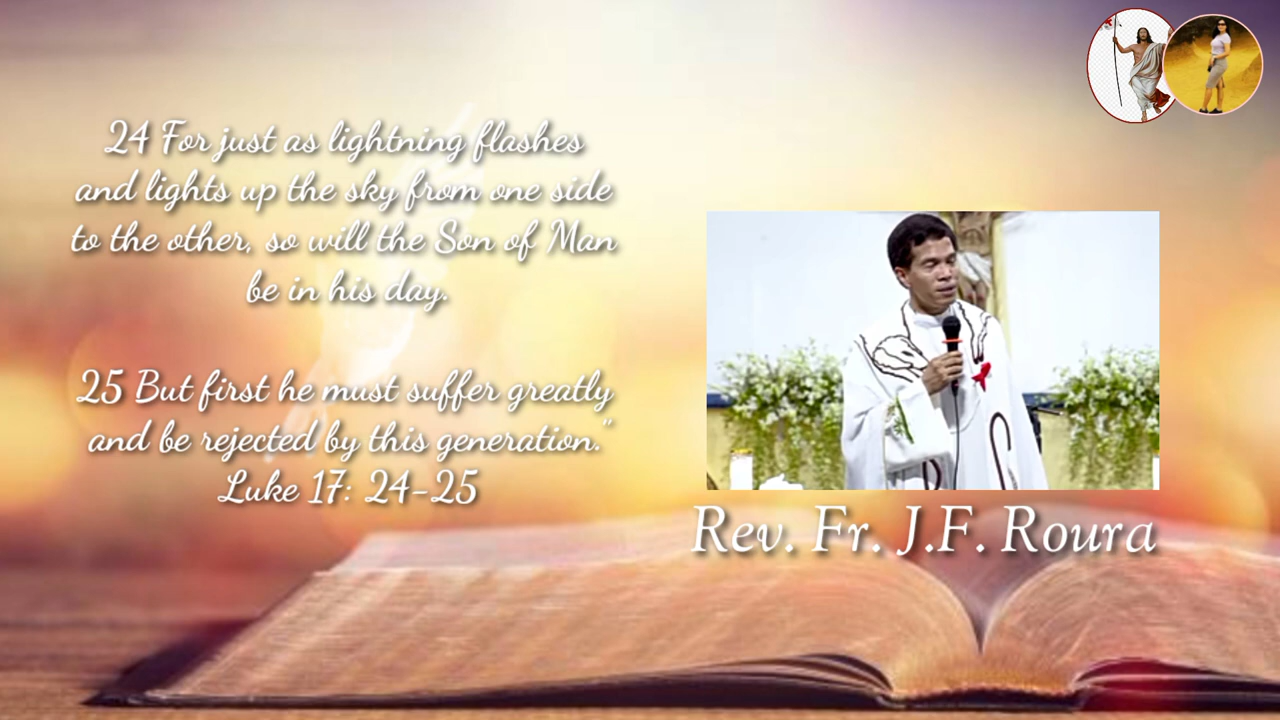 24 For just as lightning flashes
and lights up the sky from one side
to the other, so will the Son of Man
be in his day.
25 But first he must suffer greatly
and be rejected by this generation.”
Luke 17: 24-25
Rev. Fr. J.F. Roura